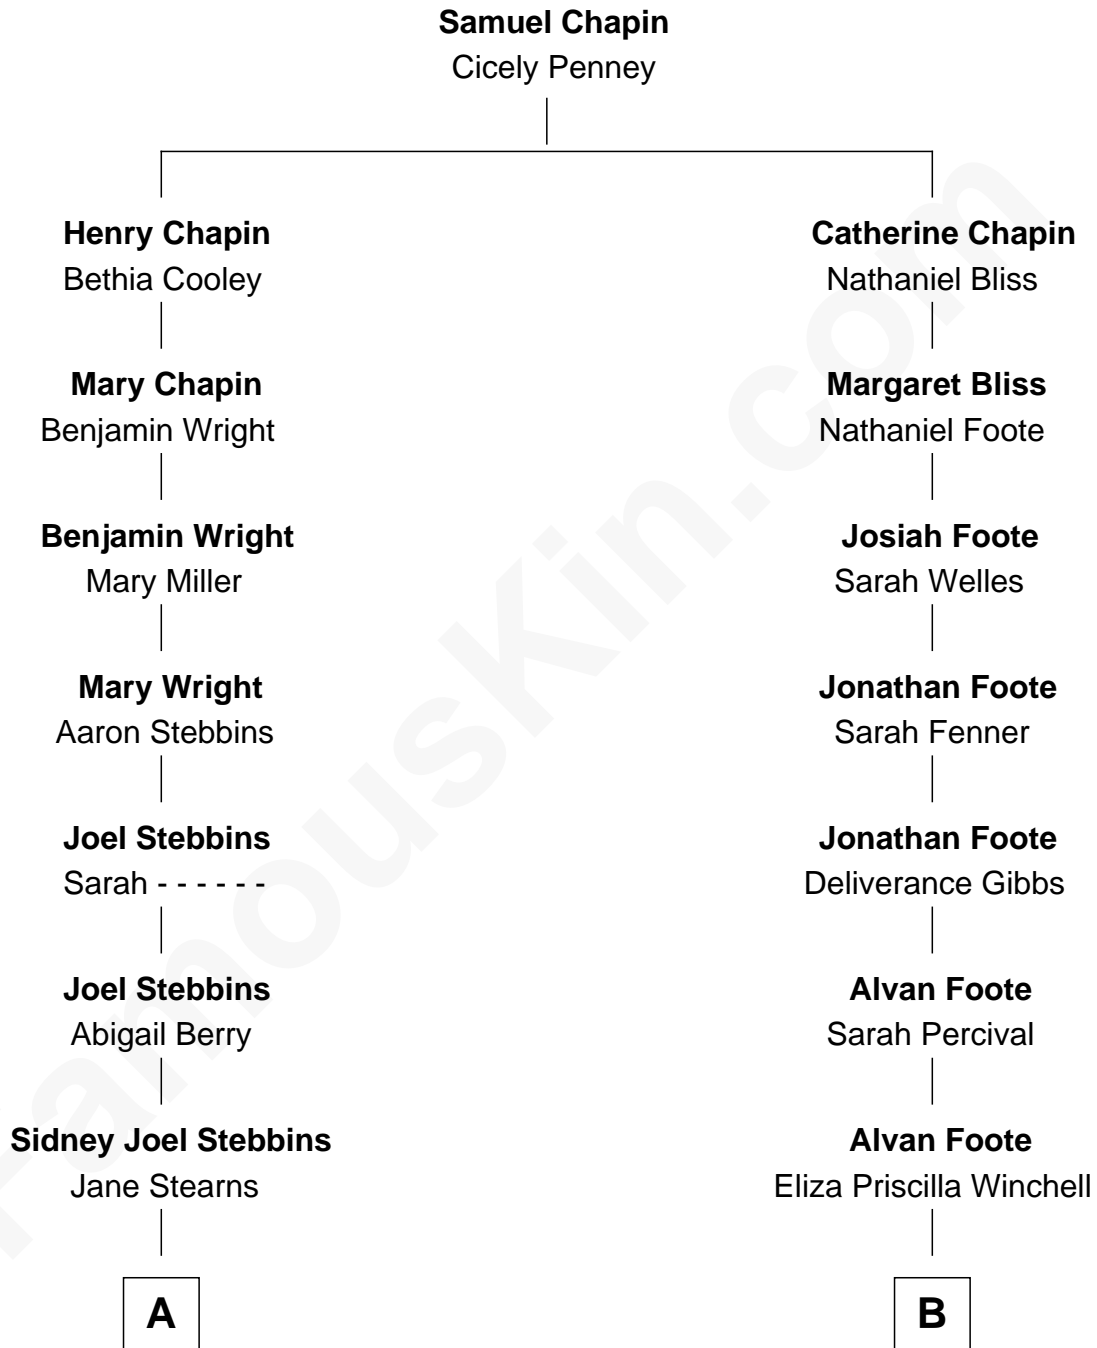 Samuel Chapin
Cicely Penney
Henry Chapin
Bethia Cooley
Catherine Chapin
Nathaniel Bliss
Mary Chapin
Benjamin Wright
Margaret Bliss
Nathaniel Foote
Benjamin Wright
Mary Miller
Josiah Foote
Sarah Welles
Mary Wright
Aaron Stebbins
Jonathan Foote
Sarah Fenner
Joel Stebbins
Sarah - - - - - -
Jonathan Foote
Deliverance Gibbs
Joel Stebbins
Abigail Berry
Alvan Foote
Sarah Percival
Sidney Joel Stebbins
Jane Stearns
Alvan Foote
Eliza Priscilla Winchell
A
B
FamousKin.com